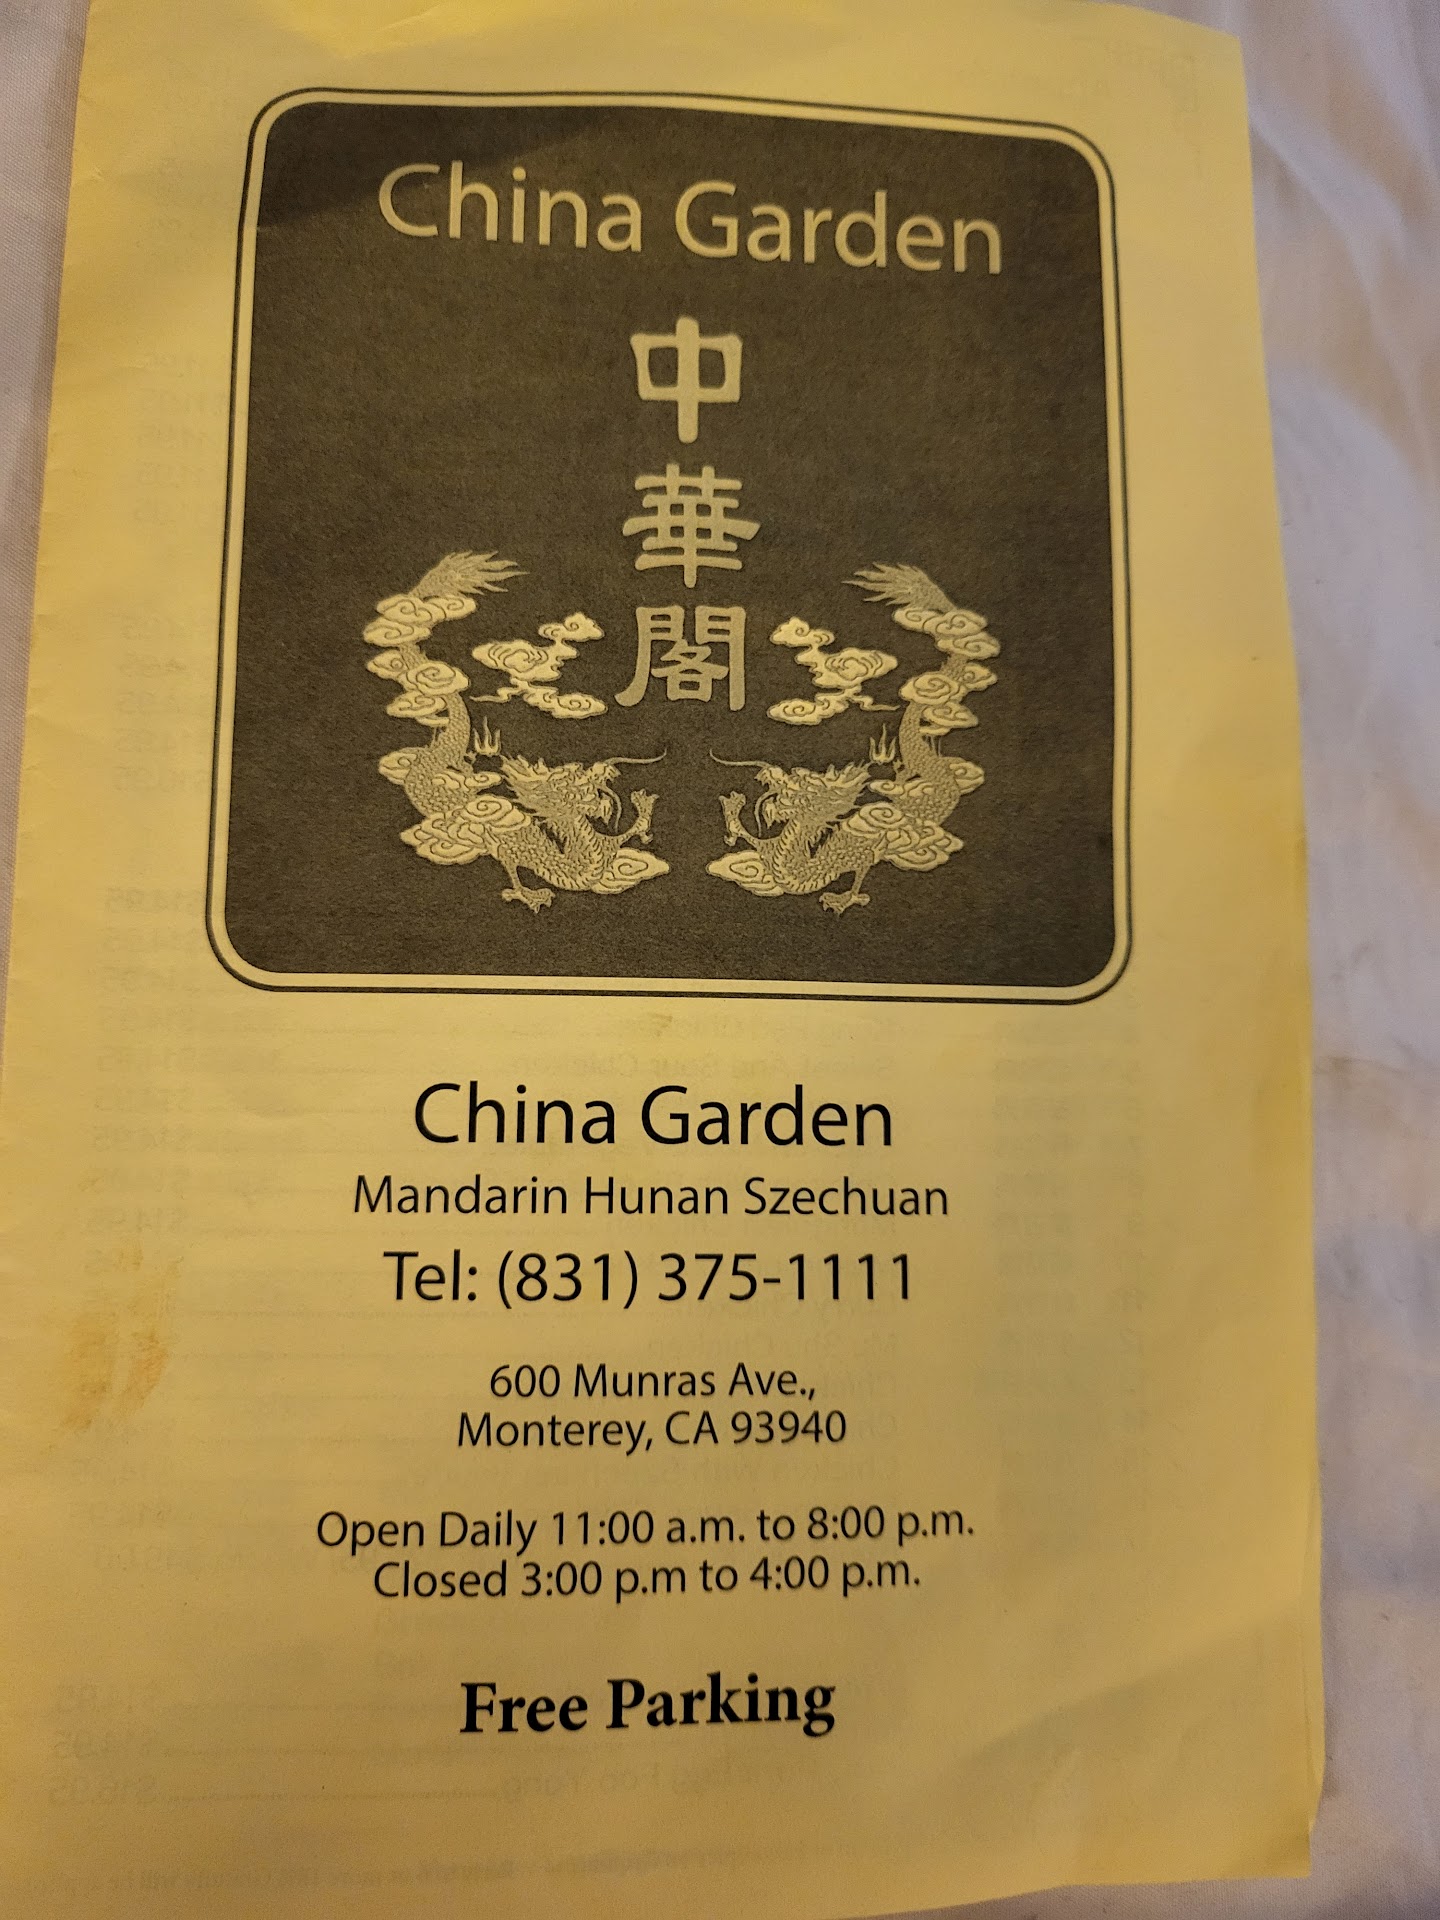 China Garden
中
華
閣
China Garden
Mandarin Hunan Szechuan
Tel: (831) 375-1111
600 Munras Ave.,
Monterey, CA 93940
Open Daily 11:00 a.m. to 8:00 p.m.
Closed 3:00 p.m to 4:00 p.m.
Free Parking